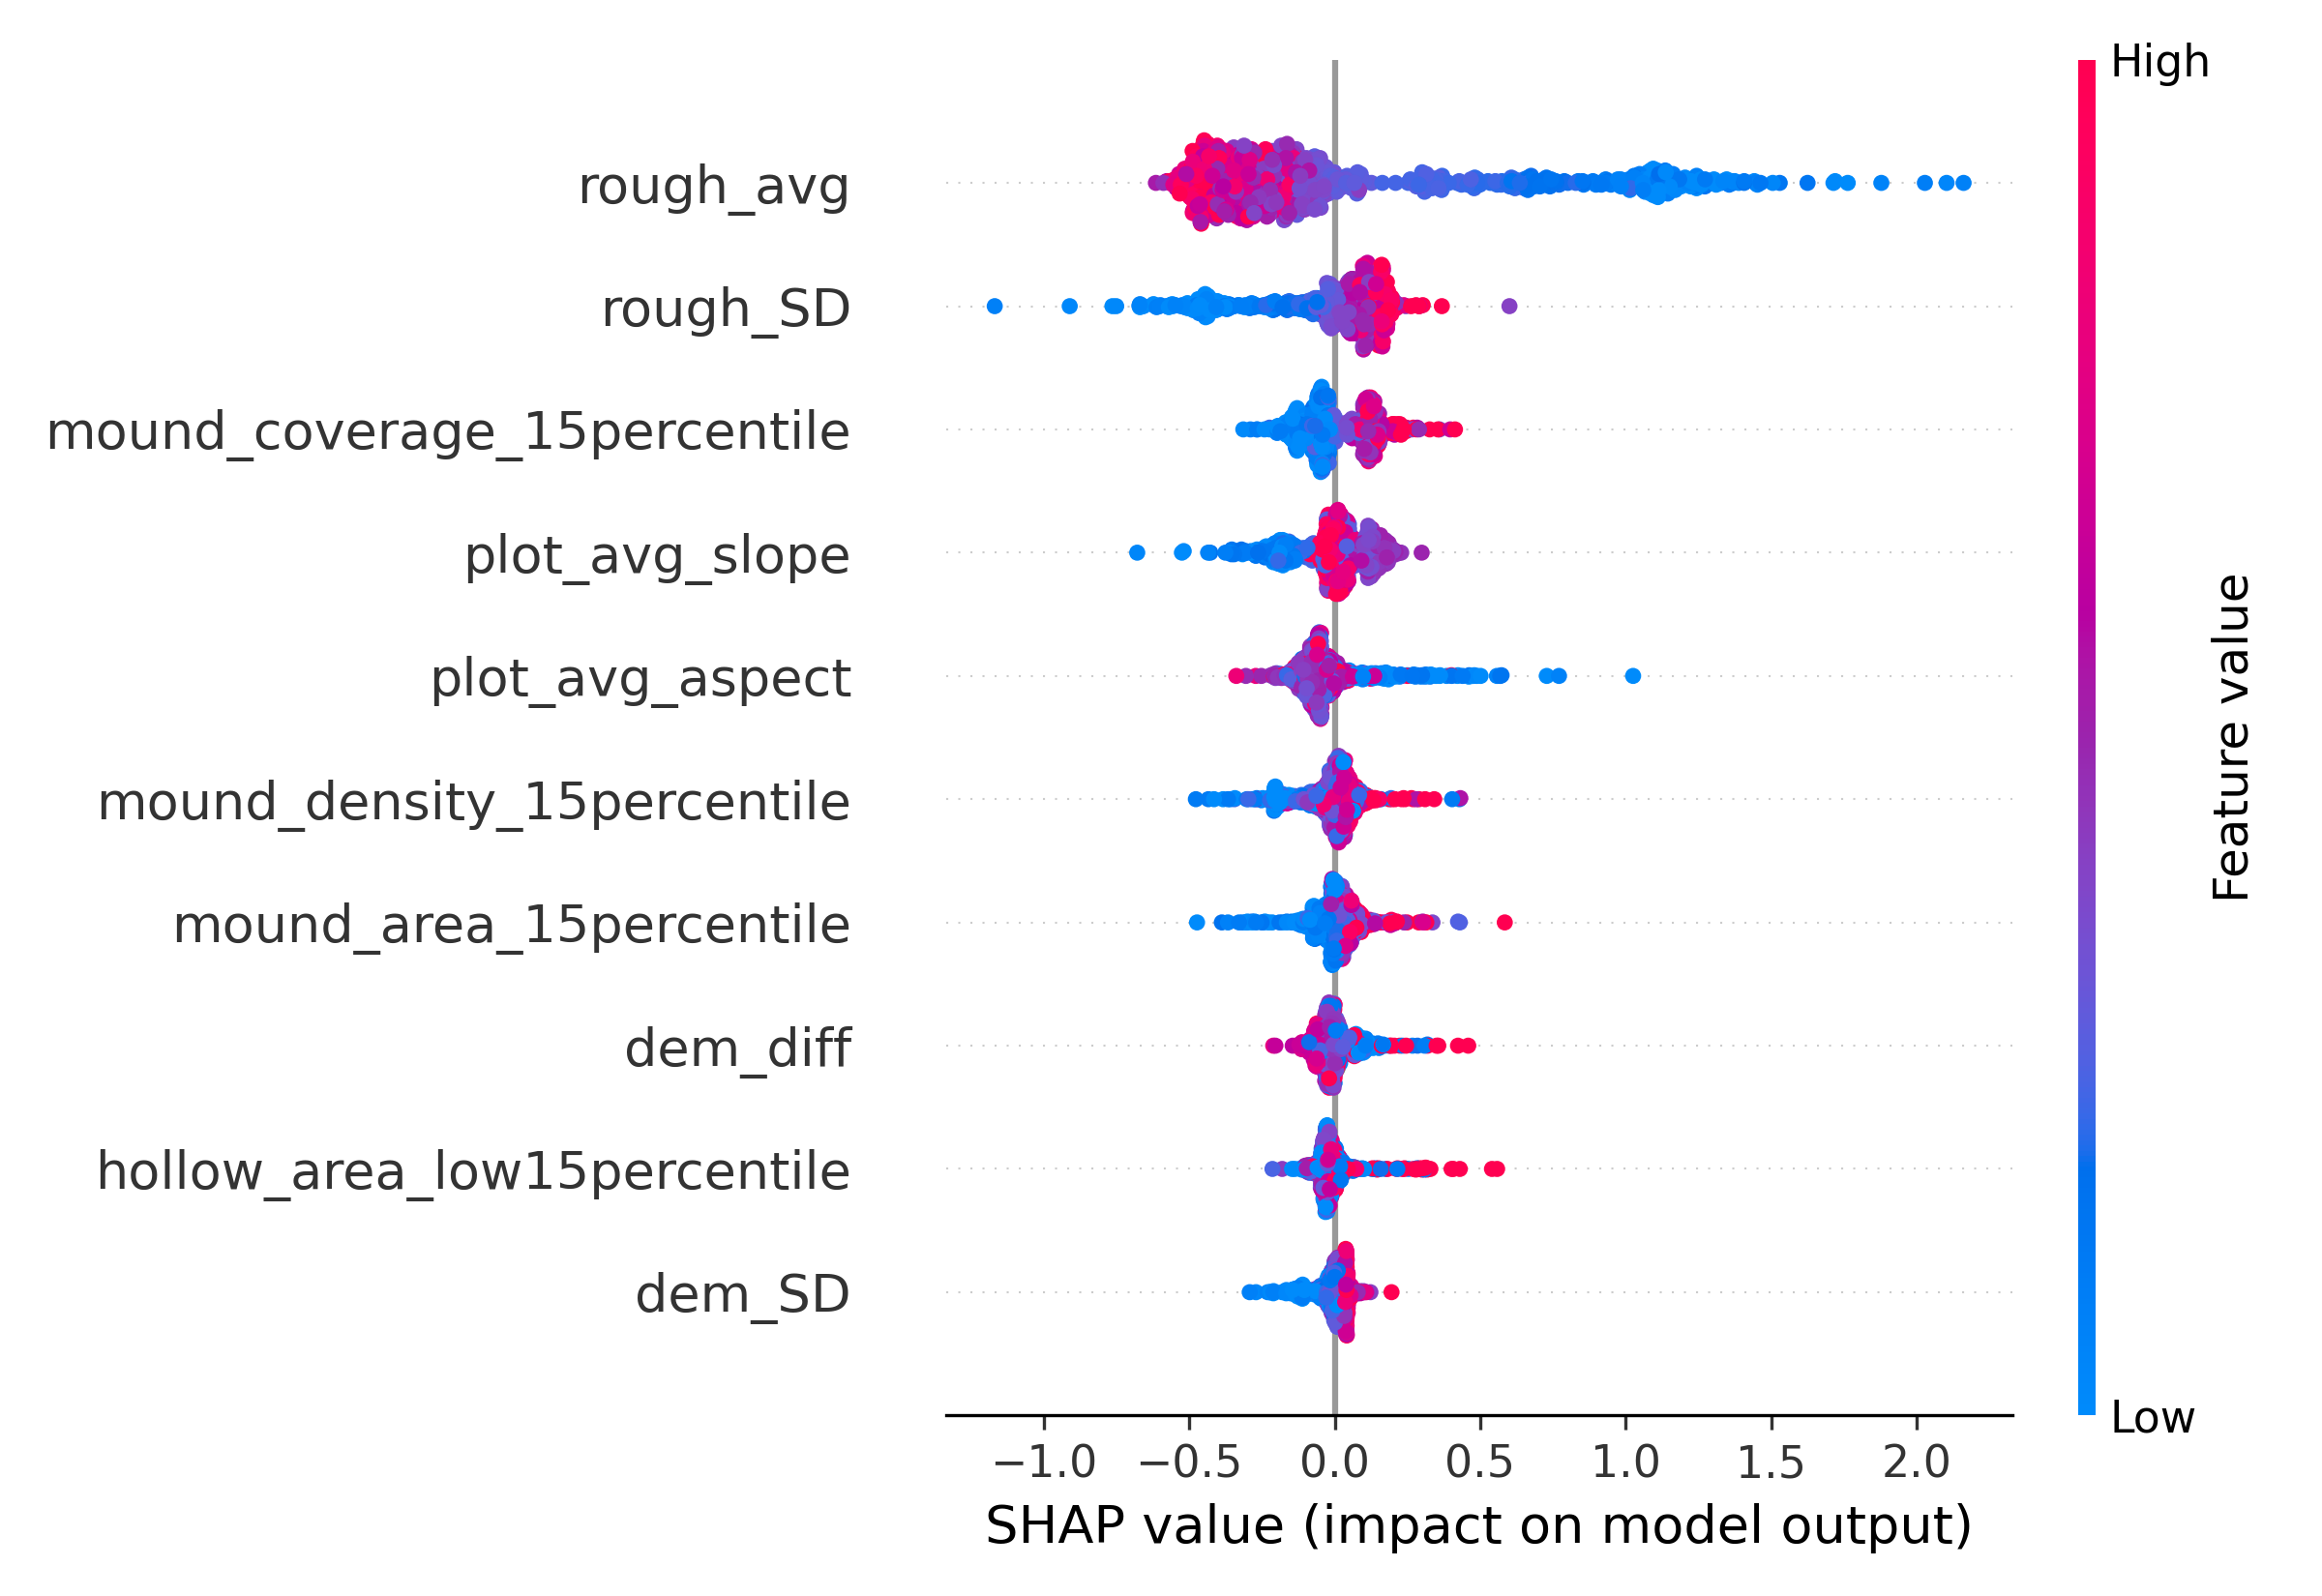 High
rough_avg
rough_SD
mound_coverage_15percentile
plot_avg_slope
plot_avg_aspect
mound_density_15percentile
mound_area_15percentile
dem_diff
hollow_area_low15percentile
dem_SD
Feature value
Low
−1.0 −0.5 0.0 0.5 1.0 1.5 2.0
SHAP value (impact on model output)